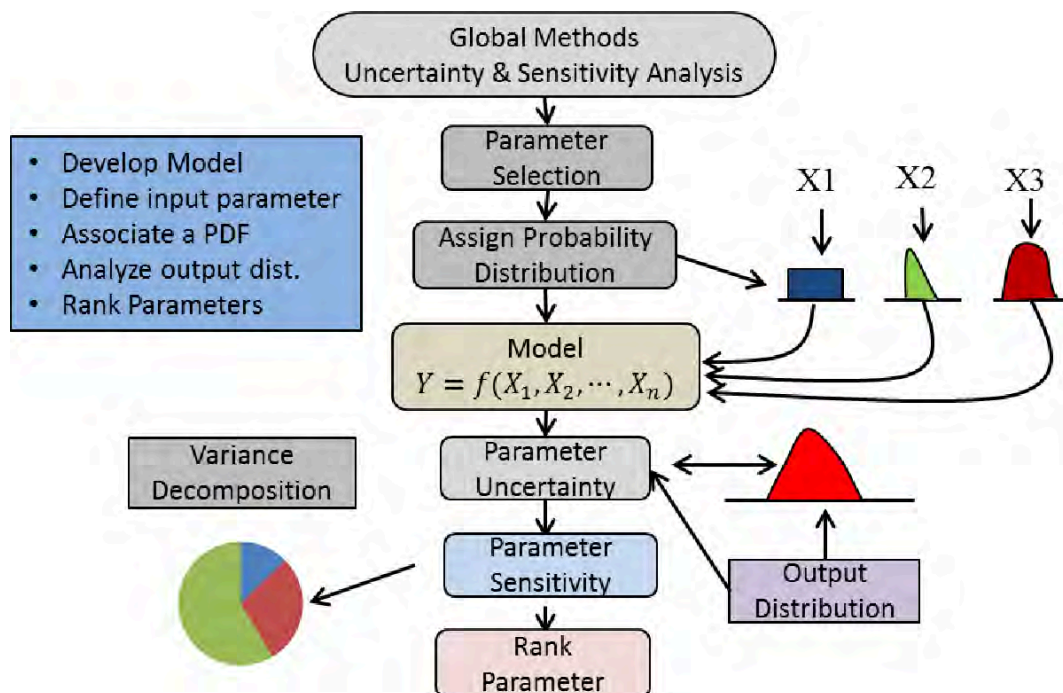 Global Methods
Uncertainty & Sensitivity Analysis
Parameter
Selection
• Develop Model
• Define input parameter
• Associate a PDF
• Analyze output dist.
• Rank Parameters
X1
X2
X3
Assign Probability
Distribution
Model
Y = f(X₁, X₂, ⋯, Xₙ)
Variance
Decomposition
Parameter
Uncertainty
Parameter
Sensitivity
Output
Distribution
Rank
Parameter